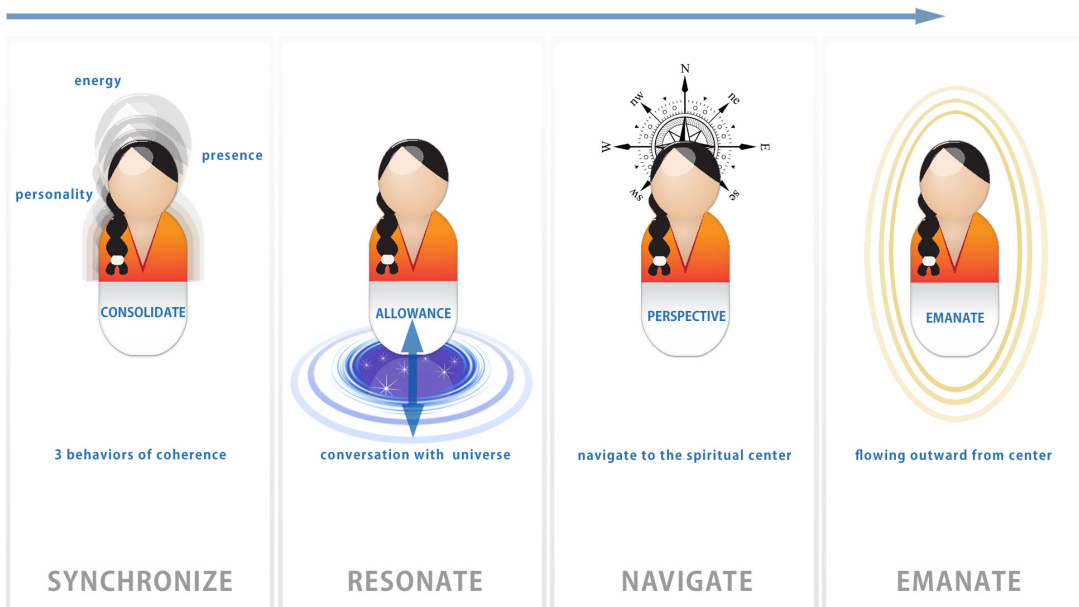 energy
presence
personality
CONSOLIDATE
3 behaviors of coherence
SYNCHRONIZE
ALLOWANCE
conversation with universe
RESONATE
N
nw
ne
W
E
sw
se
PERSPECTIVE
navigate to the spiritual center
NAVIGATE
EMANATE
flowing outward from center
EMANATE